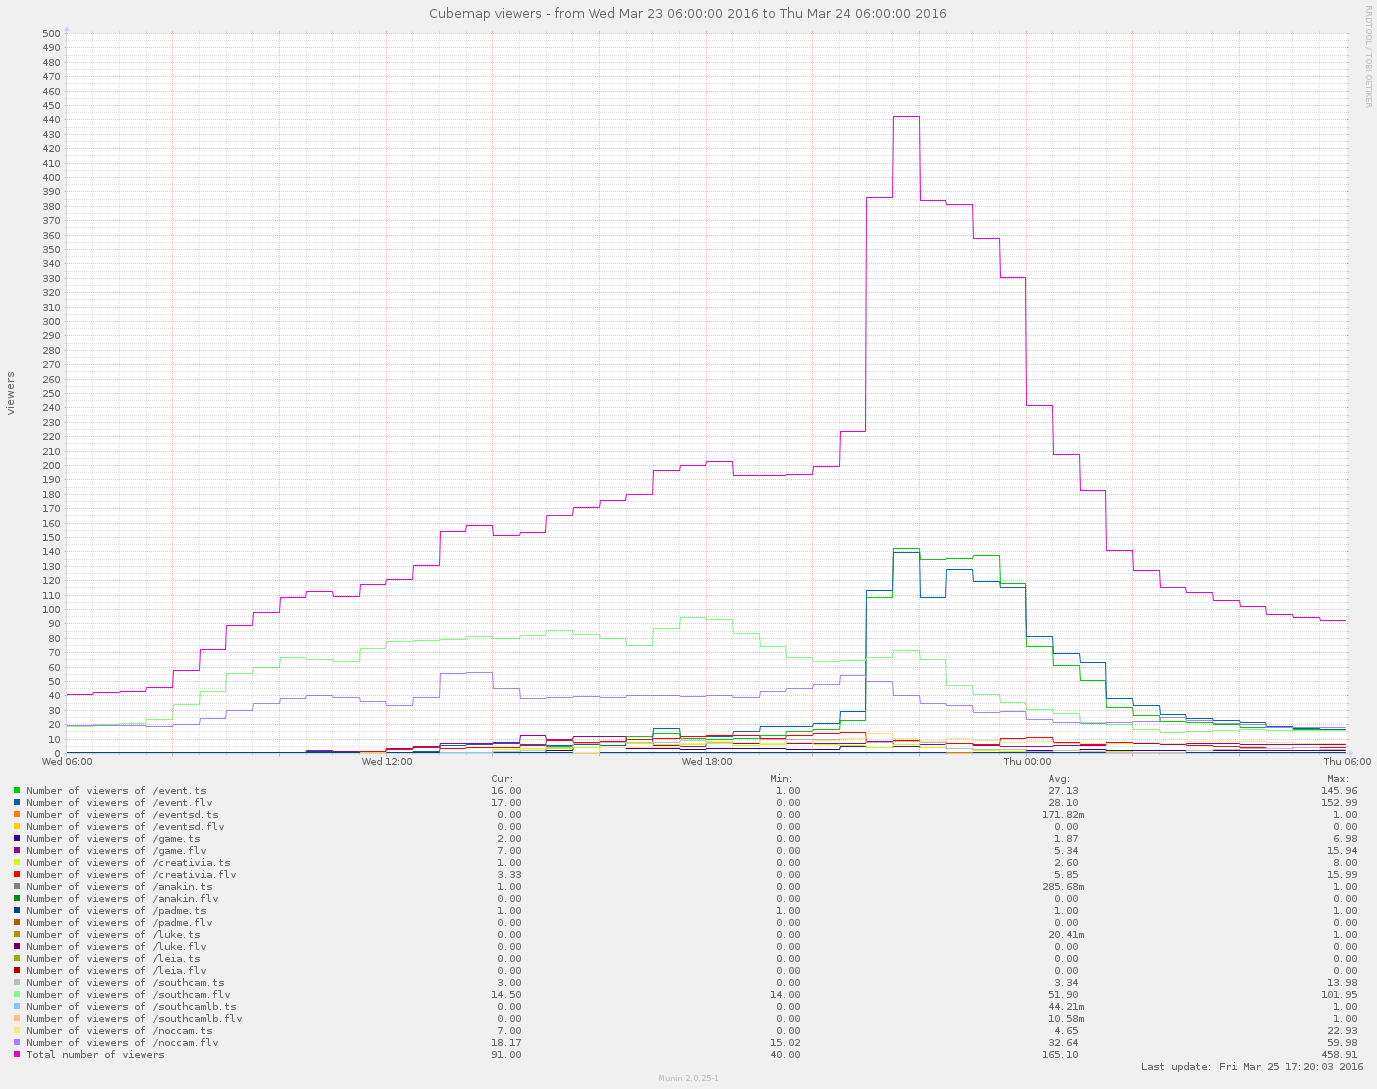 Cubemap viewers - from Wed Mar 23 06:00:00 2016 to Thu Mar 24 06:00:00 2016
RRDTOOL / TOBI OETIKER
viewers
500
490
480
470
460
450
440
430
420
410
400
390
380
370
360
350
340
330
320
310
300
290
280
270
260
250
240
230
220
210
200
190
180
170
160
150
140
130
120
110
100
90
80
70
60
50
40
30
20
10
0
Wed 06:00 Wed 12:00 Wed 18:00 Thu 00:00 Thu 06:00
Cur: Min: Avg: Max:
Number of viewers of /event.ts 16.00 1.00 27.13 145.96
Number of viewers of /event.flv 17.00 0.00 28.10 152.99
Number of viewers of /eventsd.ts 0.00 0.00 171.82m 1.00
Number of viewers of /eventsd.flv 0.00 0.00 0.00 0.00
Number of viewers of /game.ts 2.00 0.00 1.87 6.98
Number of viewers of /game.flv 7.00 0.00 5.34 15.94
Number of viewers of /creativia.ts 1.00 0.00 2.60 8.00
Number of viewers of /creativia.flv 3.33 0.00 5.85 15.99
Number of viewers of /anakin.ts 1.00 0.00 285.68m 1.00
Number of viewers of /anakin.flv 0.00 0.00 0.00 0.00
Number of viewers of /padme.ts 1.00 1.00 1.00 1.00
Number of viewers of /padme.flv 0.00 0.00 0.00 0.00
Number of viewers of /luke.ts 0.00 0.00 20.41m 1.00
Number of viewers of /luke.flv 0.00 0.00 0.00 0.00
Number of viewers of /leia.ts 0.00 0.00 0.00 0.00
Number of viewers of /leia.flv 0.00 0.00 0.00 0.00
Number of viewers of /southcam.ts 3.00 0.00 3.34 13.98
Number of viewers of /southcam.flv 14.50 14.00 51.90 101.95
Number of viewers of /southcamlb.ts 0.00 0.00 44.21m 1.00
Number of viewers of /southcamlb.flv 0.00 0.00 10.58m 1.00
Number of viewers of /noccam.ts 7.00 0.00 4.65 22.93
Number of viewers of /noccam.flv 18.17 15.02 32.64 59.98
Total number of viewers 91.00 40.00 165.10 458.91
Last update: Fri Mar 25 17:20:03 2016
Munin 2.0.25-1